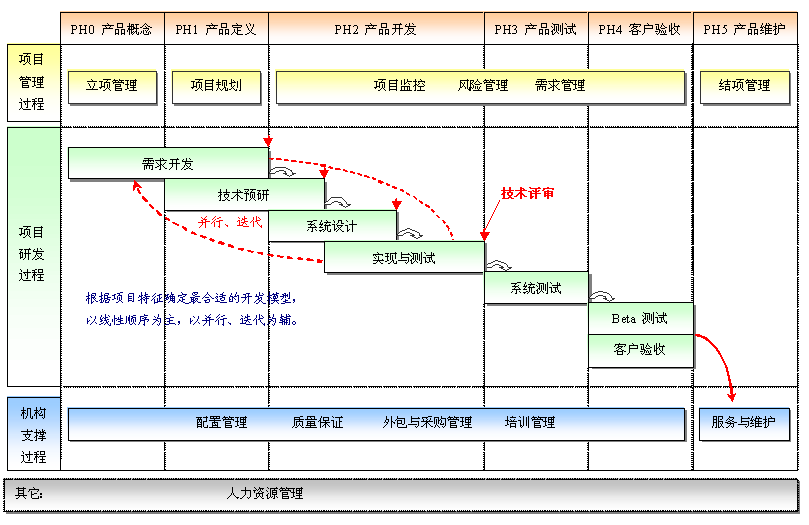 PH0 产品概念
PH1 产品定义
PH2 产品开发
PH3 产品测试
PH4 客户验收
PH5 产品维护
项目
管理
过程
立项管理
项目规划
项目监控 风险管理 需求管理
结项管理
项目
研发
过程
需求开发
技术预研
技术评审
并行、迭代
系统设计
实现与测试
系统测试
根据项目特征确定最合适的开发模型，
以线性顺序为主，以并行、迭代为辅。
Beta 测试
客户验收
机构
支撑
过程
配置管理 质量保证 外包与采购管理 培训管理
服务与维护
其它： 人力资源管理